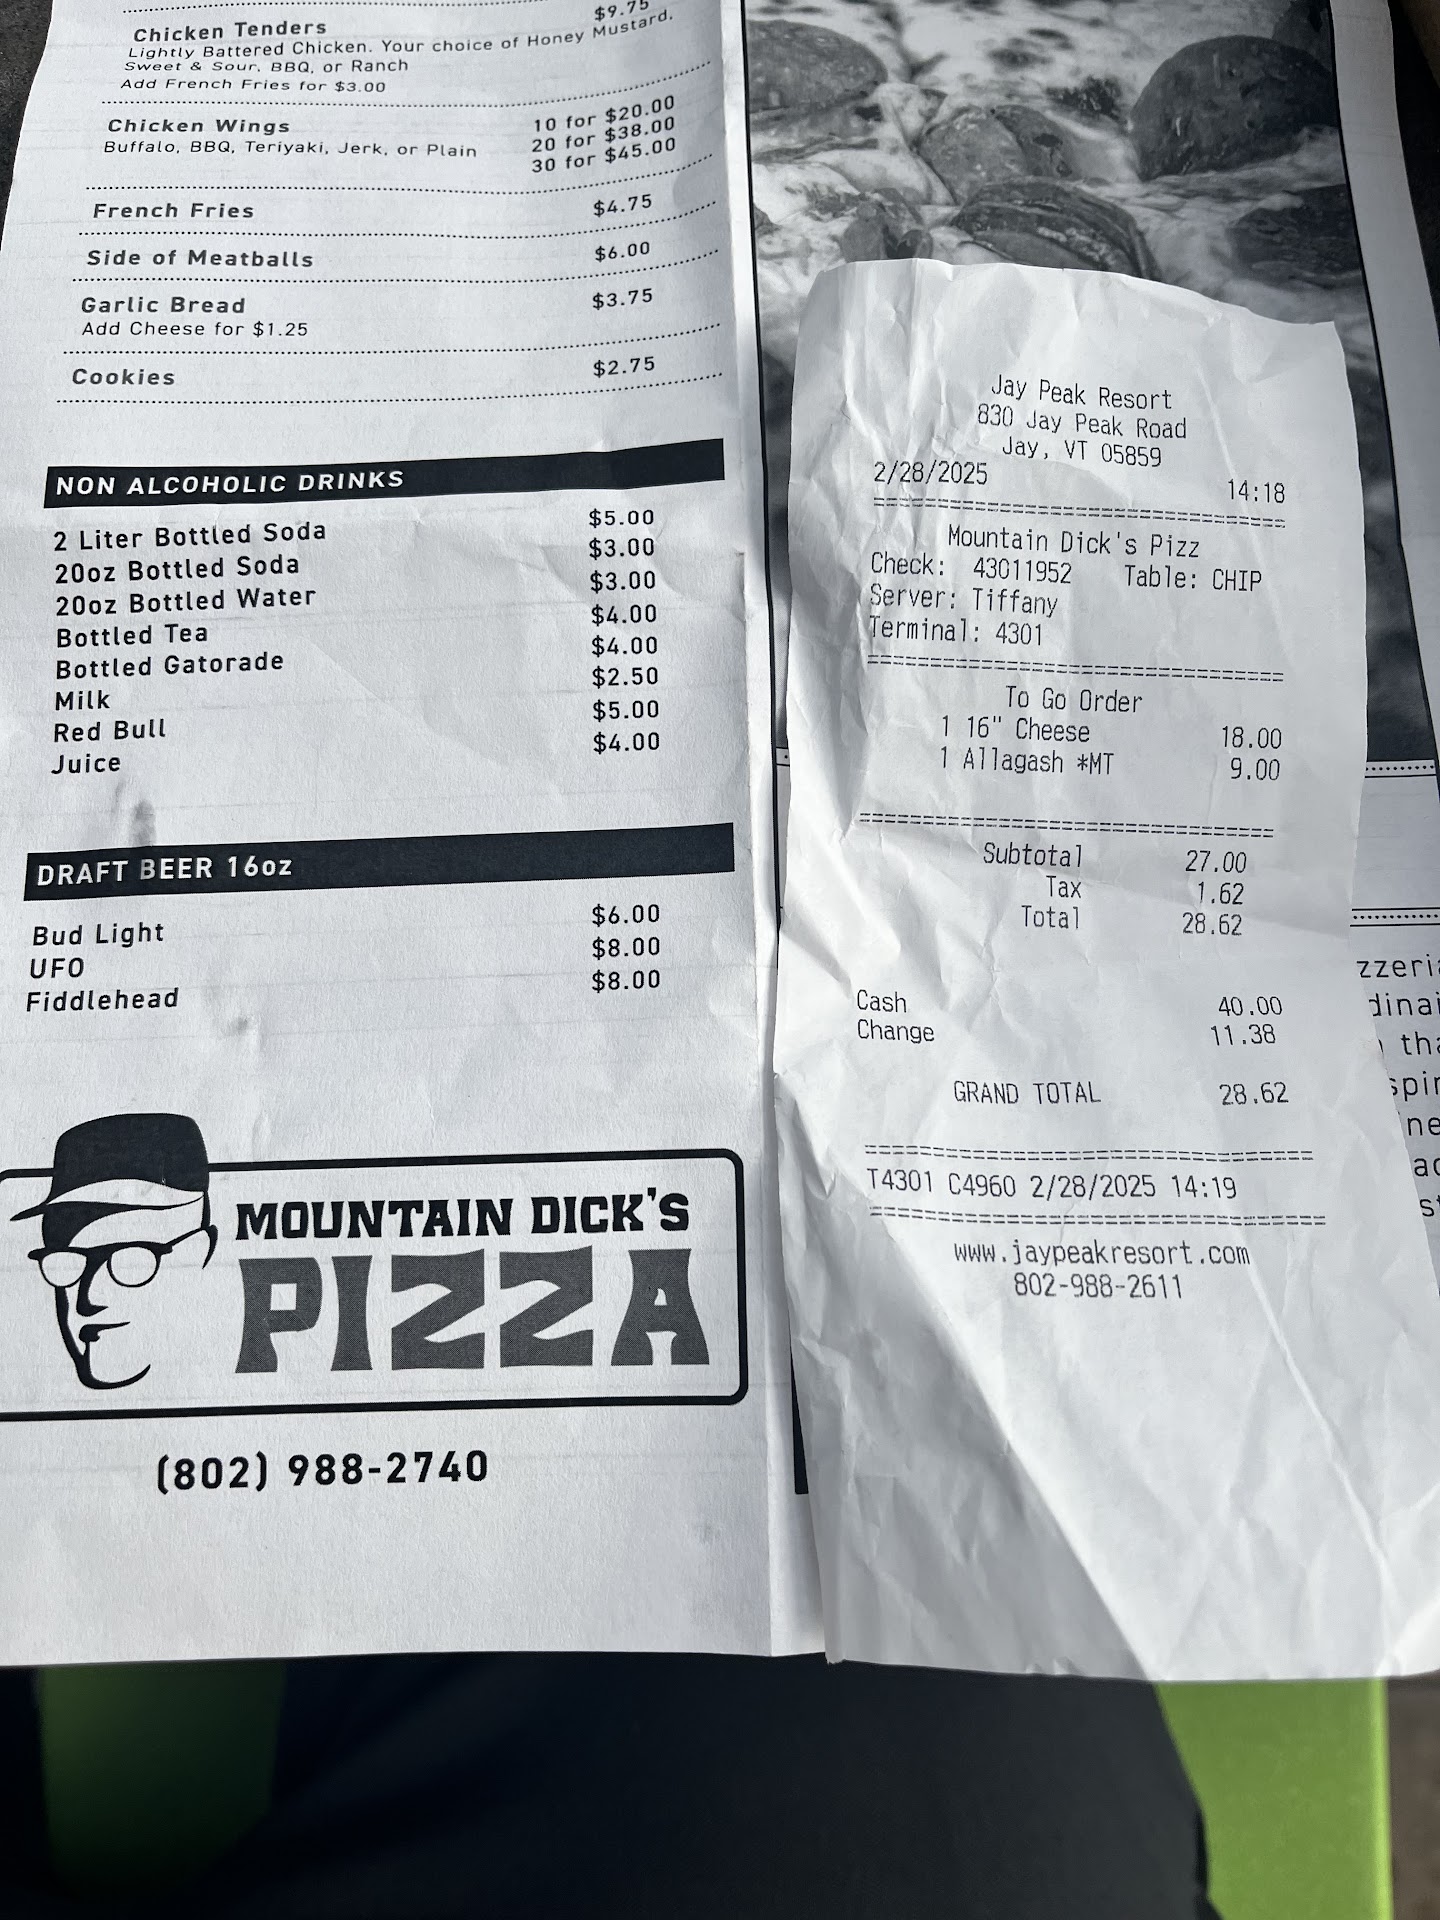 Chicken Tenders $9.75
Lightly Battered Chicken. Your choice of Honey Mustard.
Sweet & Sour, BBQ, or Ranch
Add French Fries for $3.00
Chicken Wings 10 for $20.00
Buffalo, BBQ, Teriyaki, Jerk, or Plain 20 for $38.00
30 for $45.00
French Fries $4.75
Side of Meatballs $6.00
Garlic Bread $3.75
Add Cheese for $1.25
Cookies $2.75
NON ALCOHOLIC DRINKS
2 Liter Bottled Soda $5.00
20oz Bottled Soda $3.00
20oz Bottled Water $3.00
Bottled Tea $4.00
Bottled Gatorade $4.00
Milk $2.50
Red Bull $5.00
Juice $4.00
DRAFT BEER 16oz
Bud Light $6.00
UFO $8.00
Fiddlehead $8.00
MOUNTAIN DICK'S
PIZZA
(802) 988-2740
Jay Peak Resort
830 Jay Peak Road
Jay, VT 05859
2/28/2025 14:18
Mountain Dick's Pizz
Check: 43011952 Table: CHIP
Server: Tiffany
Terminal: 4301
To Go Order
1 16" Cheese 18.00
1 Allagash *MT 9.00
Subtotal 27.00
Tax 1.62
Total 28.62
Cash 40.00
Change 11.38
GRAND TOTAL 28.62
T4301 C4960 2/28/2025 14:19
www.jaypeakresort.com
802-988-2611